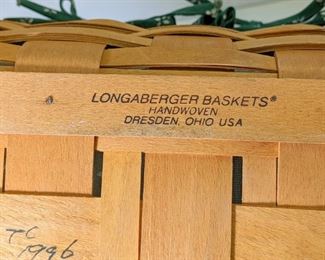 LONGABERGER BASKETS®
HANDWOVEN
DRESDEN, OHIO USA
TC
1996